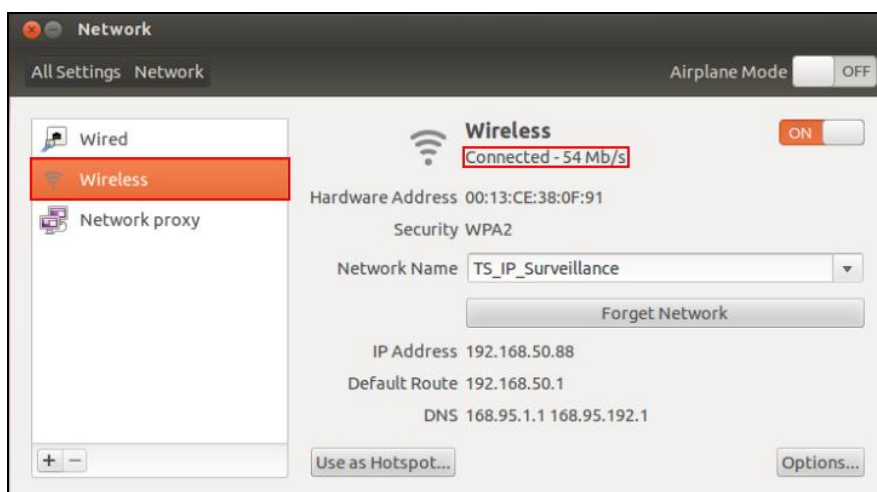 Network
All Settings Network Airplane Mode OFF
Wired
Wireless
Network proxy
Wireless ON
Connected - 54 Mb/s
Hardware Address 00:13:CE:38:0F:91
Security WPA2
Network Name TS_IP_Surveillance
Forget Network
IP Address 192.168.50.88
Default Route 192.168.50.1
DNS 168.95.1.1 168.95.192.1
+ − Use as Hotspot... Options...